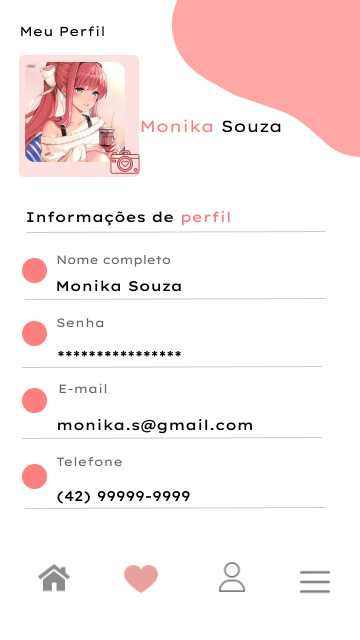 Meu Perfil
Monika Souza
Informações de perfil
Nome completo
Monika Souza
Senha
****************
E-mail
monika.s@gmail.com
Telefone
(42) 99999-9999